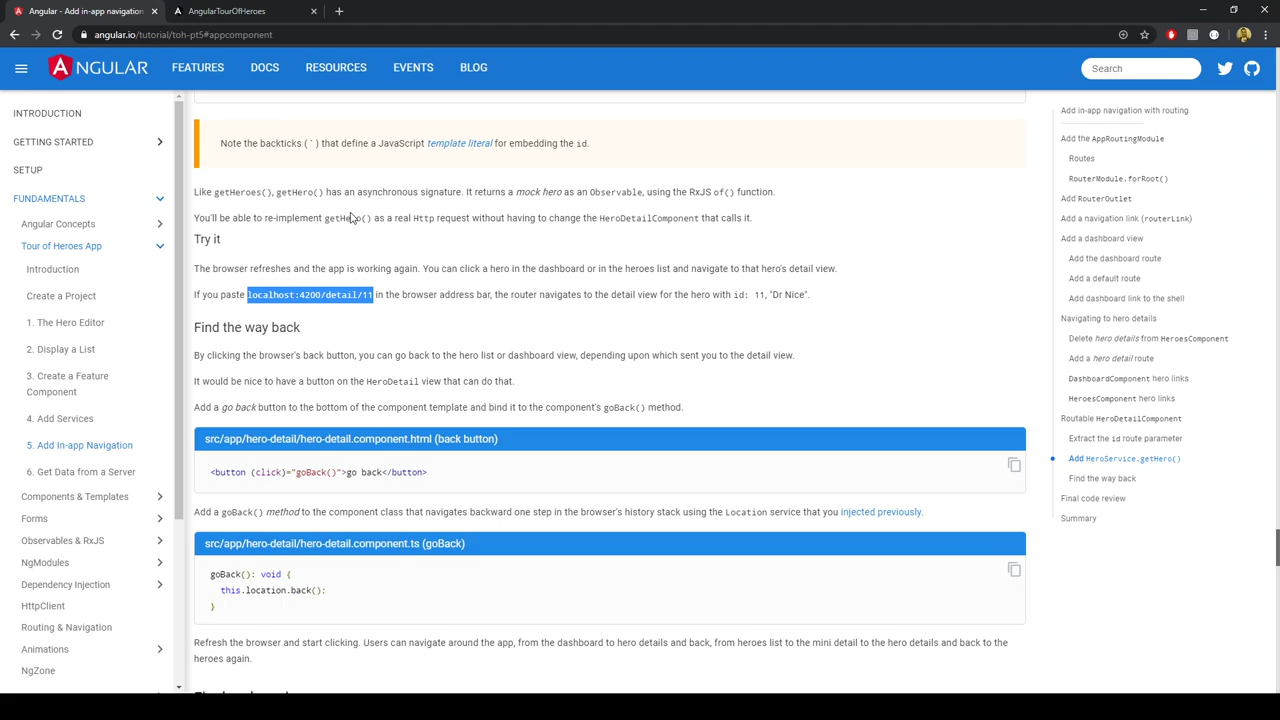 Angular - Add in-app navigation
AngularTourOfHeroes
angular.io/tutorial/toh-pt5#appcomponent
NGULAR
FEATURES
DOCS
RESOURCES
EVENTS
BLOG
Search
INTRODUCTION
GETTING STARTED
SETUP
FUNDAMENTALS
Angular Concepts
Tour of Heroes App
Introduction
Create a Project
1. The Hero Editor
2. Display a List
3. Create a Feature
Component
4. Add Services
5. Add In-app Navigation
6. Get Data from a Server
Components & Templates
Forms
Observables & RxJS
NgModules
Dependency Injection
HttpClient
Routing & Navigation
Animations
NgZone
Note the backticks ( ` ) that define a JavaScript template literal for embedding the id.
Like getHeroes(), getHero() has an asynchronous signature. It returns a mock hero as an Observable, using the RxJS of() function.
You'll be able to re-implement getHero() as a real Http request without having to change the HeroDetailComponent that calls it.
Try it
The browser refreshes and the app is working again. You can click a hero in the dashboard or in the heroes list and navigate to that hero's detail view.
If you paste localhost:4200/detail/11 in the browser address bar, the router navigates to the detail view for the hero with id: 11, "Dr Nice".
Find the way back
By clicking the browser's back button, you can go back to the hero list or dashboard view, depending upon which sent you to the detail view.
It would be nice to have a button on the HeroDetail view that can do that.
Add a go back button to the bottom of the component template and bind it to the component's goBack() method.
src/app/hero-detail/hero-detail.component.html (back button)
<button (click)="goBack()">go back</button>
Add a goBack() method to the component class that navigates backward one step in the browser's history stack using the Location service that you injected previously.
src/app/hero-detail/hero-detail.component.ts (goBack)
goBack(): void {
this.location.back();
}
Refresh the browser and start clicking. Users can navigate around the app, from the dashboard to hero details and back, from heroes list to the mini detail to the hero details and back to the
heroes again.
Add in-app navigation with routing
Add the AppRoutingModule
Routes
RouterModule.forRoot()
Add RouterOutlet
Add a navigation link (routerLink)
Add a dashboard view
Add the dashboard route
Add a default route
Add dashboard link to the shell
Navigating to hero details
Delete hero details from HeroesComponent
Add a hero detail route
DashboardComponent hero links
HeroesComponent hero links
Routable HeroDetailComponent
Extract the id route parameter
Add HeroService.getHero()
Find the way back
Final code review
Summary